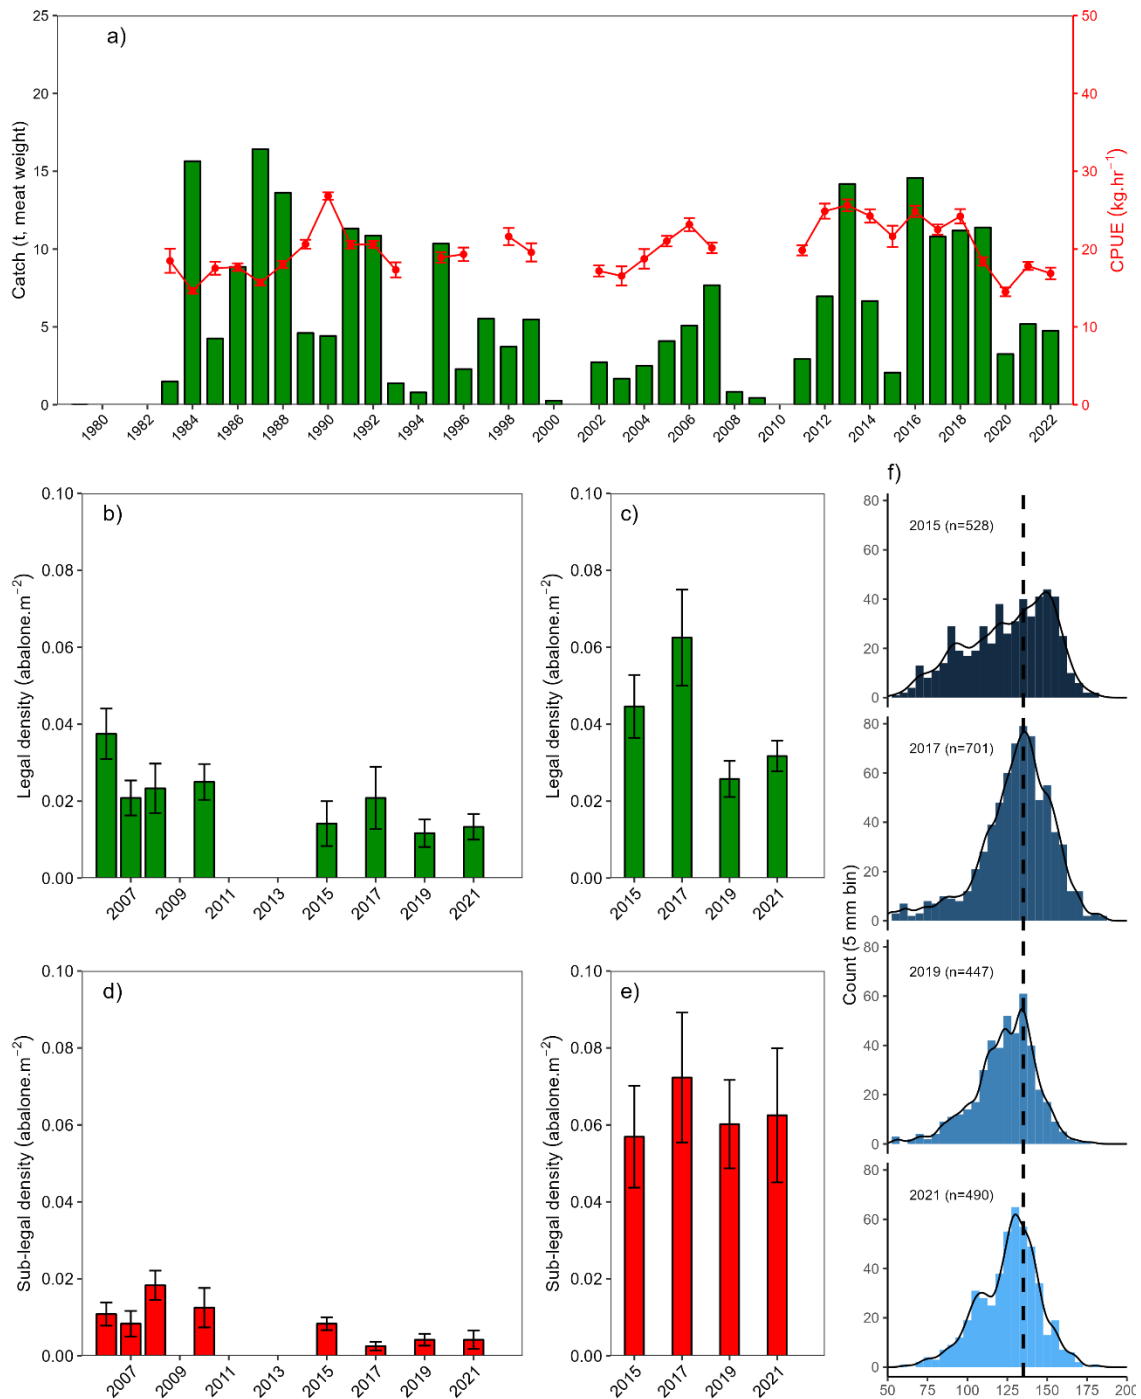 a)
25
20
15
10
5
0
Catch (t, meat weight)
50
40
30
20
10
0
CPUE (kg.hr⁻¹)
1980 1982 1984 1986 1988 1990 1992 1994 1996 1998 2000 2002 2004 2006 2008 2010 2012 2014 2016 2018 2020 2022
b)
0.10
0.08
0.06
0.04
0.02
0.00
Legal density (abalone.m⁻²)
2007 2009 2011 2013 2015 2017 2019 2021
c)
0.10
0.08
0.06
0.04
0.02
0.00
Legal density (abalone.m⁻²)
2015 2017 2019 2021
d)
0.10
0.08
0.06
0.04
0.02
0.00
Sub-legal density (abalone.m⁻²)
2007 2009 2011 2013 2015 2017 2019 2021
e)
0.10
0.08
0.06
0.04
0.02
0.00
Sub-legal density (abalone.m⁻²)
2015 2017 2019 2021
f)
Count (5 mm bin)
80
60
40
20
0
2015 (n=528)
80
60
40
20
0
2017 (n=701)
80
60
40
20
0
2019 (n=447)
80
60
40
20
0
2021 (n=490)
50 75 100 125 150 175 200